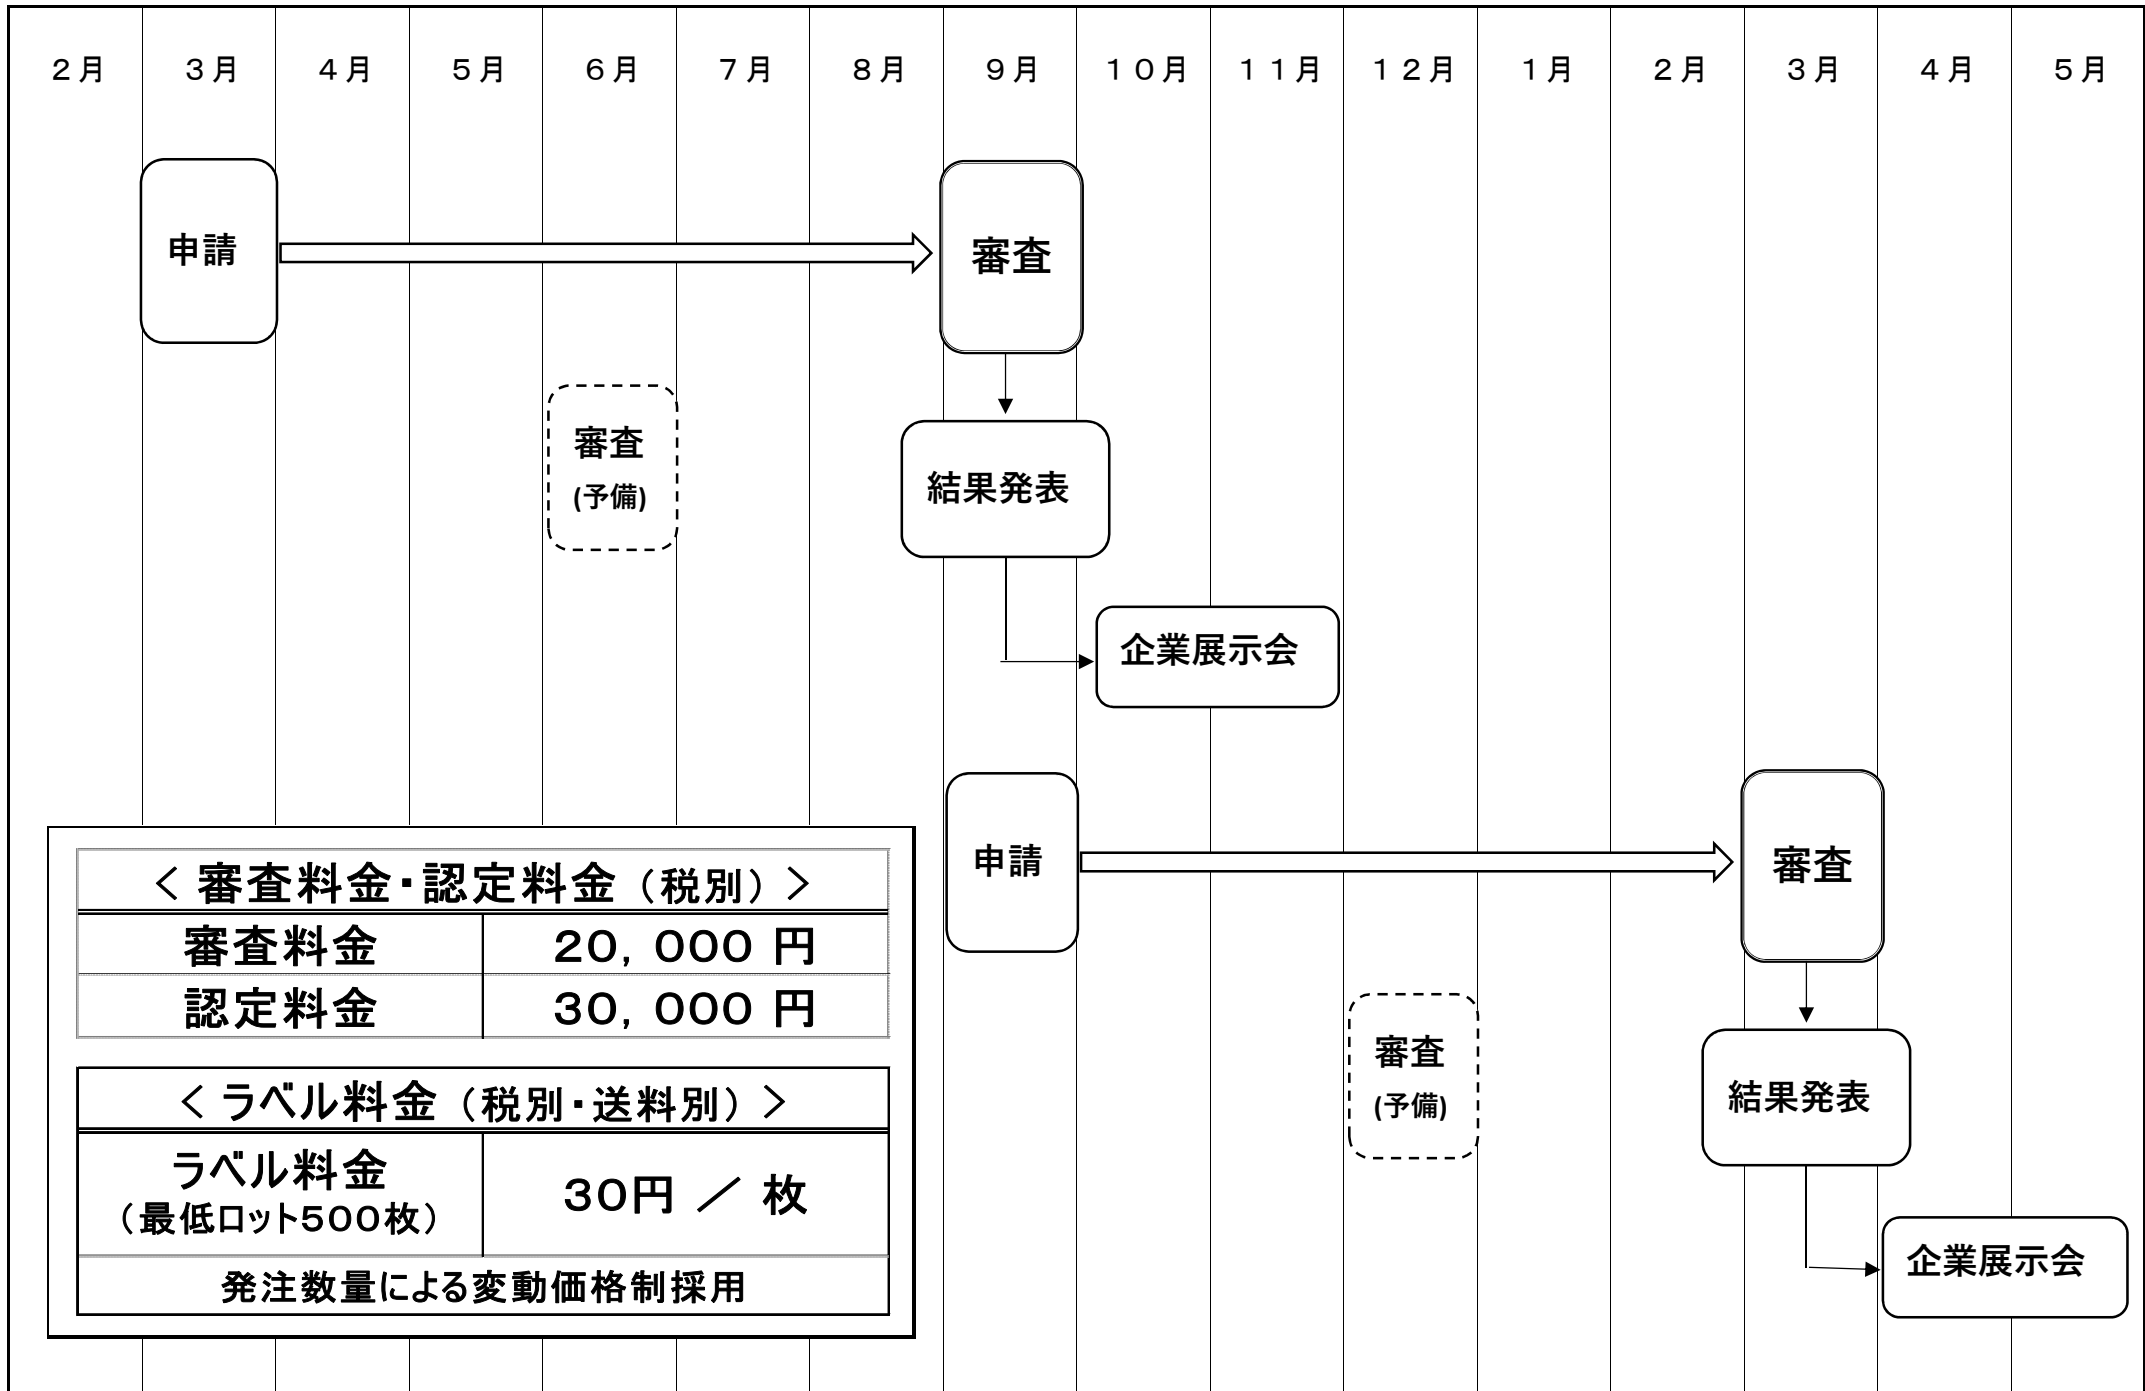 ２月 ３月 ４月 ５月 ６月 ７月 ８月 ９月 １０月 １１月 １２月 １月 ２月 ３月 ４月 ５月
申請
審査
審査
(予備)
結果発表
企業展示会
申請
審査
審査
(予備)
結果発表
企業展示会
＜ 審査料金・認定料金（税別）＞
審査料金 ２０，０００ 円
認定料金 ３０，０００ 円
＜ ラベル料金（税別・送料別）＞
ラベル料金
（最低ロット５００枚）
３０円 ／ 枚
発注数量による変動価格制採用